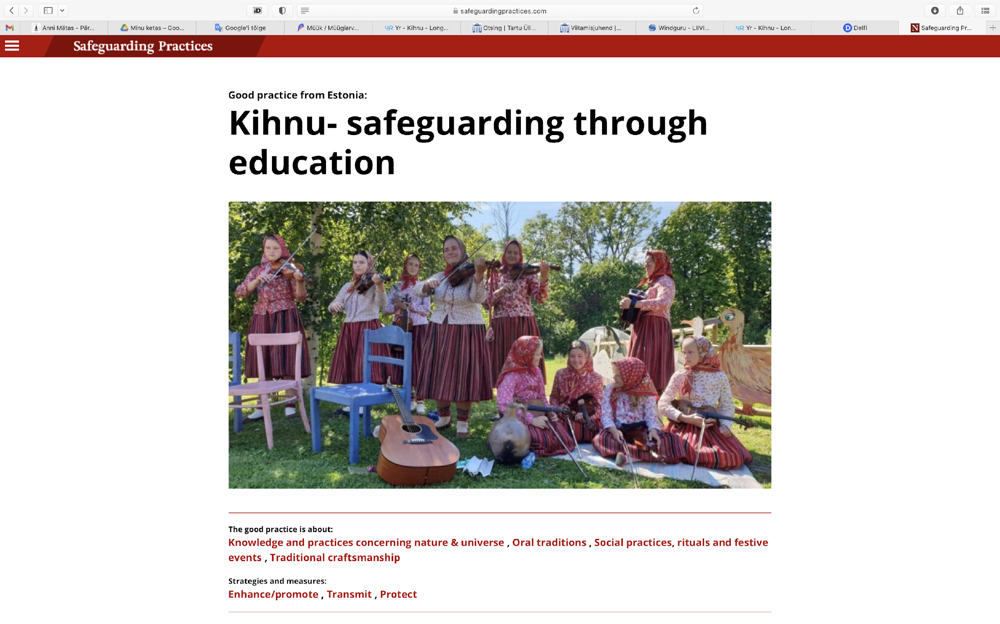 safeguardingpractices.com
Anni Mätas - Pär...
Minu ketas – Goo...
Google'i tõlge
Müük / Müügiarv...
Yr - Kihnu - Long...
Otsing | Tartu Üli...
Viitamisjuhend |...
Windguru - LIIVI...
Yr - Kihnu - Lon...
Delfi
Safeguarding Pr...
Safeguarding Practices
Good practice from Estonia:
Kihnu- safeguarding through
education
The good practice is about:
Knowledge and practices concerning nature & universe , Oral traditions , Social practices, rituals and festive
events , Traditional craftsmanship
Strategies and measures:
Enhance/promote , Transmit , Protect